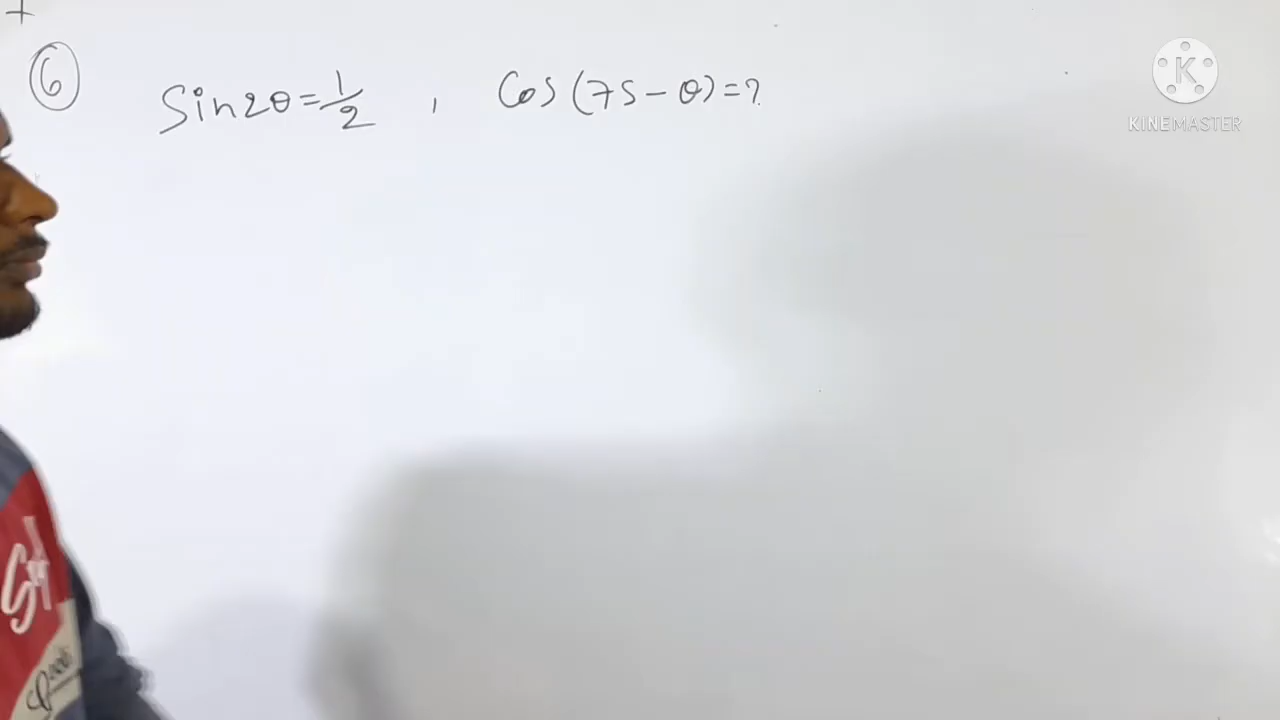 +
⑥ Sin2θ=1/2 , Cos(75-θ)=?
KINEMASTER